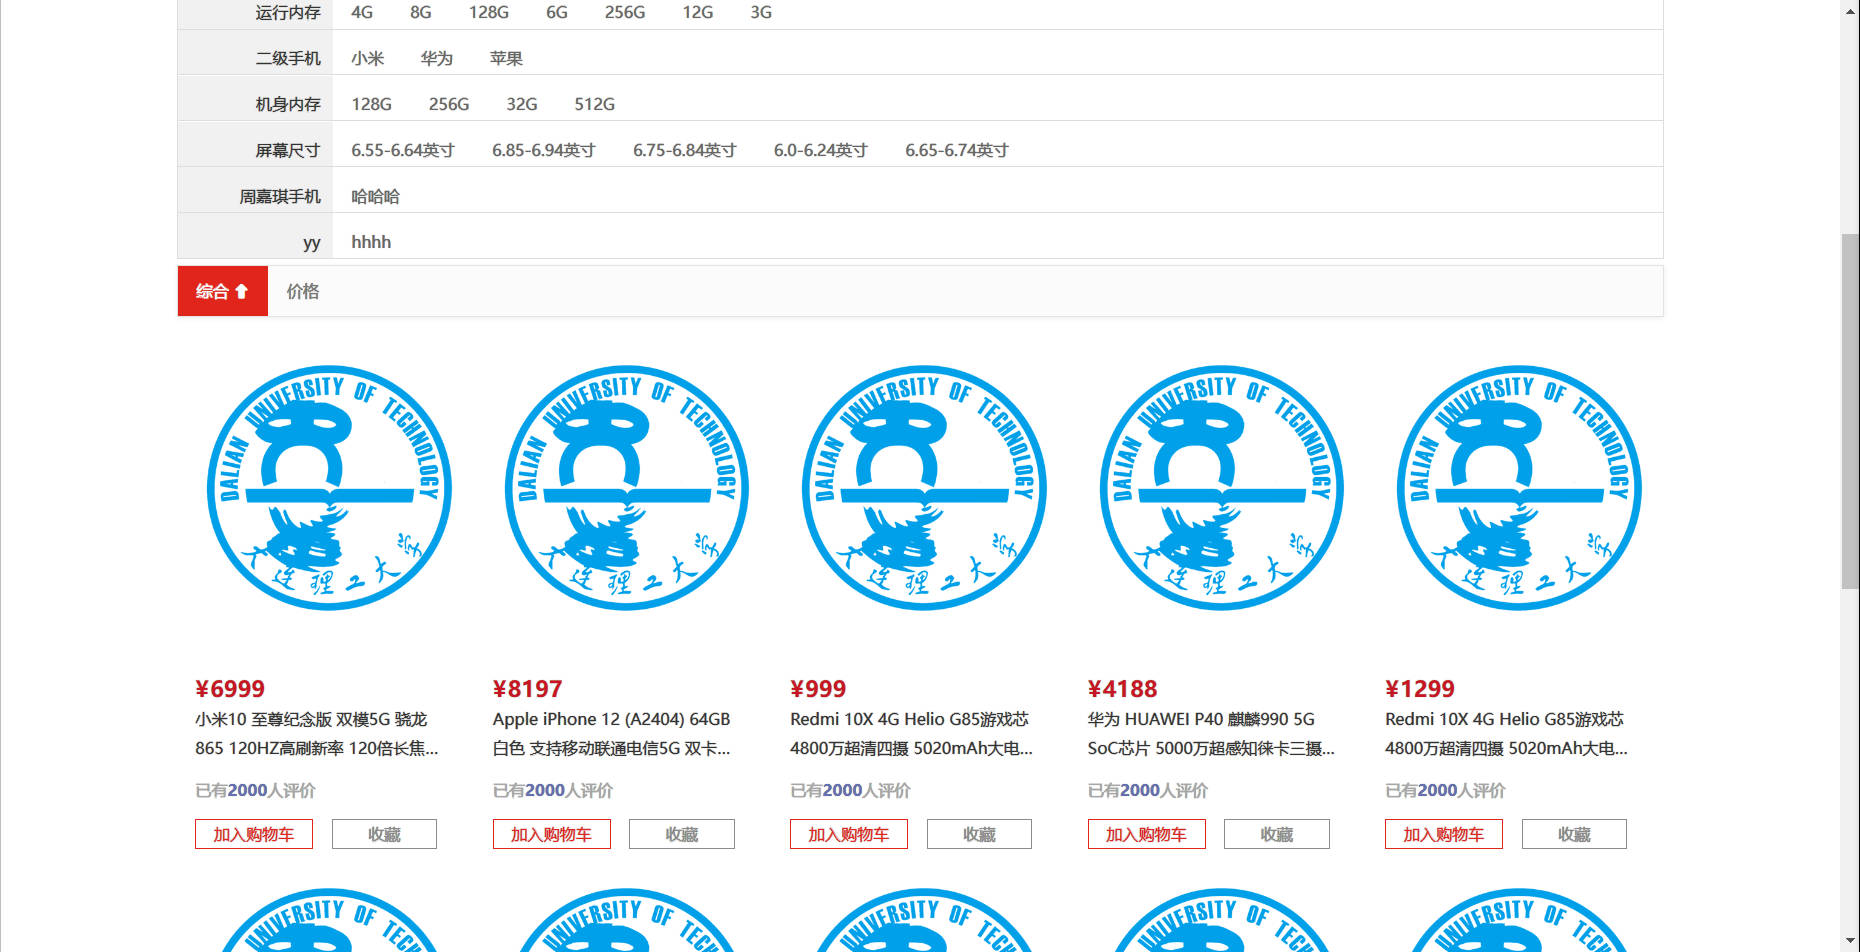 运行内存 4G 8G 128G 6G 256G 12G 3G
二级手机 小米 华为 苹果
机身内存 128G 256G 32G 512G
屏幕尺寸 6.55-6.64英寸 6.85-6.94英寸 6.75-6.84英寸 6.0-6.24英寸 6.65-6.74英寸
周嘉琪手机 哈哈哈
yy hhhh
综合 价格
DALIAN UNIVERSITY OF TECHNOLOGY DALIAN UNIVERSITY OF TECHNOLOGY DALIAN UNIVERSITY OF TECHNOLOGY DALIAN UNIVERSITY OF TECHNOLOGY DALIAN UNIVERSITY OF TECHNOLOGY
大连理工大学 大连理工大学 大连理工大学 大连理工大学 大连理工大学
¥6999 ¥8197 ¥999 ¥4188 ¥1299
小米10 至尊纪念版 双模5G 骁龙 Apple iPhone 12 (A2404) 64GB Redmi 10X 4G Helio G85游戏芯 华为 HUAWEI P40 麒麟990 5G Redmi 10X 4G Helio G85游戏芯
865 120HZ高刷新率 120倍长焦... 白色 支持移动联通电信5G 双卡... 4800万超清四摄 5020mAh大电... SoC芯片 5000万超感知徕卡三摄... 4800万超清四摄 5020mAh大电...
已有2000人评价 已有2000人评价 已有2000人评价 已有2000人评价 已有2000人评价
加入购物车 收藏 加入购物车 收藏 加入购物车 收藏 加入购物车 收藏 加入购物车 收藏
UNIVERSITY OF TECHN UNIVERSITY OF TECHN UNIVERSITY OF TECHN UNIVERSITY OF TECHN UNIVERSITY OF TECHN